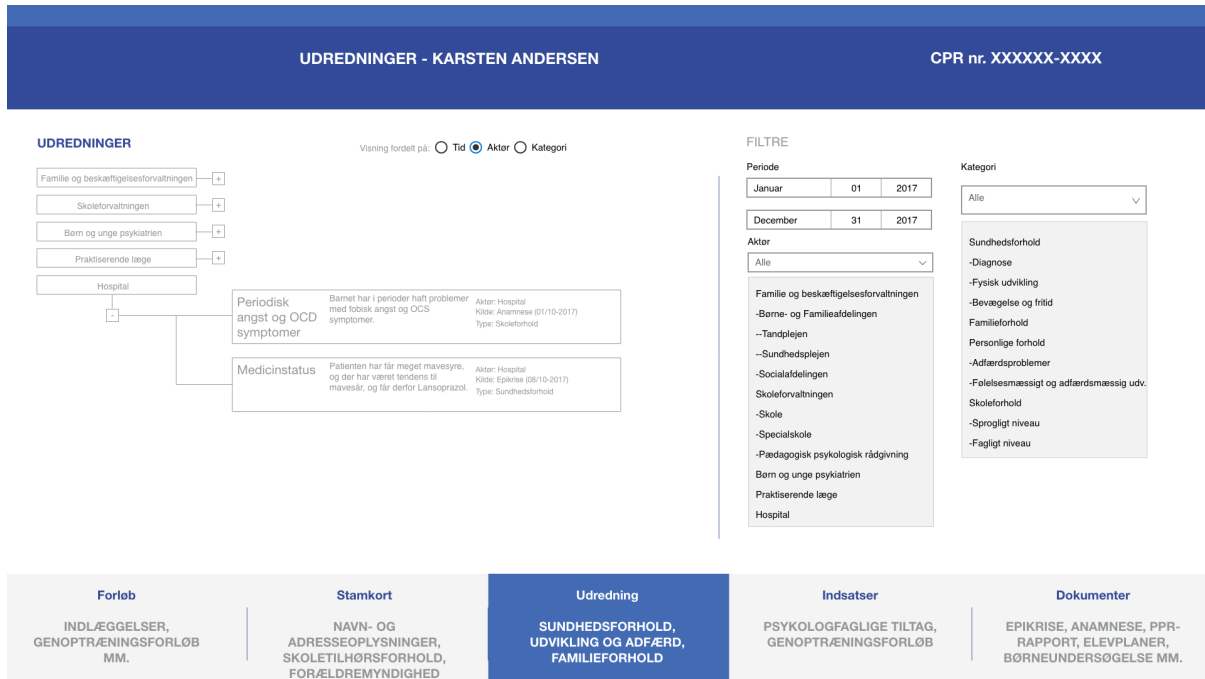 UDREDNINGER - KARSTEN ANDERSEN
CPR nr. XXXXXX-XXXX
UDREDNINGER
Visning fordelt på: Tid Aktør Kategori
Familie og beskæftigelsesforvaltningen +
Skoleforvaltningen +
Børn og unge psykiatrien +
Praktiserende læge +
Hospital
-
Periodisk
angst og OCD
symptomer
Barnet har i perioder haft problemer
med fobisk angst og OCS
symptomer.
Aktør: Hospital
Kilde: Anamnese (01/10-2017)
Type: Skoleforhold
Medicinstatus
Patienten har får meget mavesyre,
og der har været tendens til
mavesår, og får derfor Lansoprazol.
Aktør: Hospital
Kilde: Epikrise (08/10-2017)
Type: Sundhedsforhold
FILTRE
Periode
Januar 01 2017
December 31 2017
Aktør
Alle
Familie og beskæftigelsesforvaltningen
-Børne- og Familieafdelingen
--Tandplejen
--Sundhedsplejen
-Socialafdelingen
Skoleforvaltningen
-Skole
-Specialskole
-Pædagogisk psykologisk rådgivning
Børn og unge psykiatrien
Praktiserende læge
Hospital
Kategori
Alle
Sundhedsforhold
-Diagnose
-Fysisk udvikling
-Bevægelse og fritid
Familieforhold
Personlige forhold
-Adfærdsproblemer
-Følelsesmæssigt og adfærdsmæssig udv.
Skoleforhold
-Sprogligt niveau
-Fagligt niveau
Forløb
INDLÆGGELSER,
GENOPTRÆNINGSFORLØB
MM.
Stamkort
NAVN- OG
ADRESSEOPLYSNINGER,
SKOLETILHØRSFORHOLD,
FORÆLDREMYNDIGHED
Udredning
SUNDHEDSFORHOLD,
UDVIKLING OG ADFÆRD,
FAMILIEFORHOLD
Indsatser
PSYKOLOGFAGLIGE TILTAG,
GENOPTRÆNINGSFORLØB
Dokumenter
EPIKRISE, ANAMNESE, PPR-
RAPPORT, ELEVPLANER,
BØRNEUNDERSØGELSE MM.